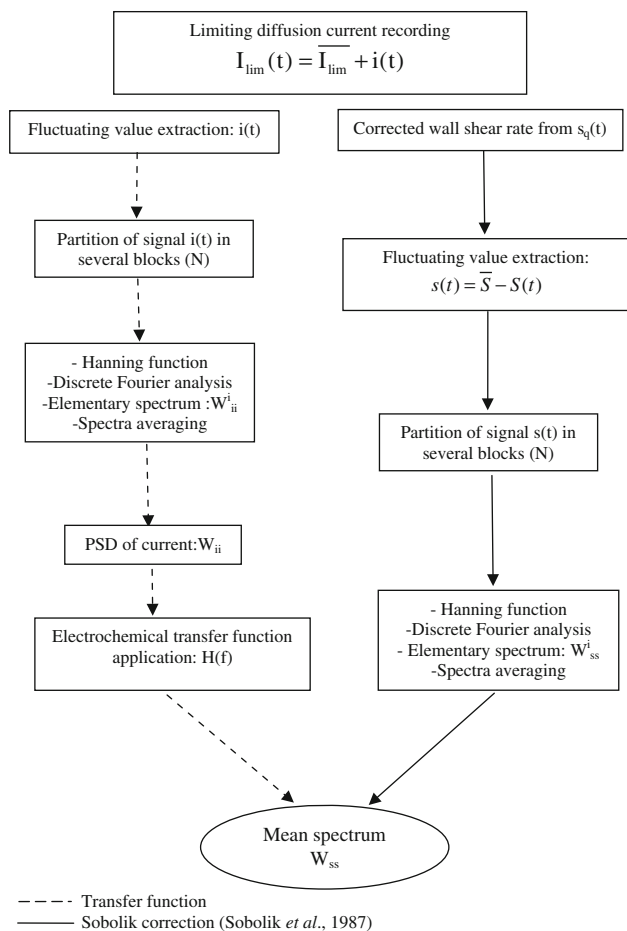 Limiting diffusion current recording
I_lim (t) = \overline{I_lim} + i(t)
Fluctuating value extraction: i(t)
Partition of signal i(t) in
several blocks (N)
- Hanning function
-Discrete Fourier analysis
-Elementary spectrum :W^i_ii
-Spectra averaging
PSD of current:W_ii
Electrochemical transfer function
application: H(f)
Corrected wall shear rate from s_q(t)
Fluctuating value extraction:
s(t) = \overline{S} − S(t)
Partition of signal s(t) in
several blocks (N)
- Hanning function
-Discrete Fourier analysis
- Elementary spectrum: W^i_ss
-Spectra averaging
Mean spectrum
W_ss
Transfer function
Sobolik correction (Sobolik et al., 1987)